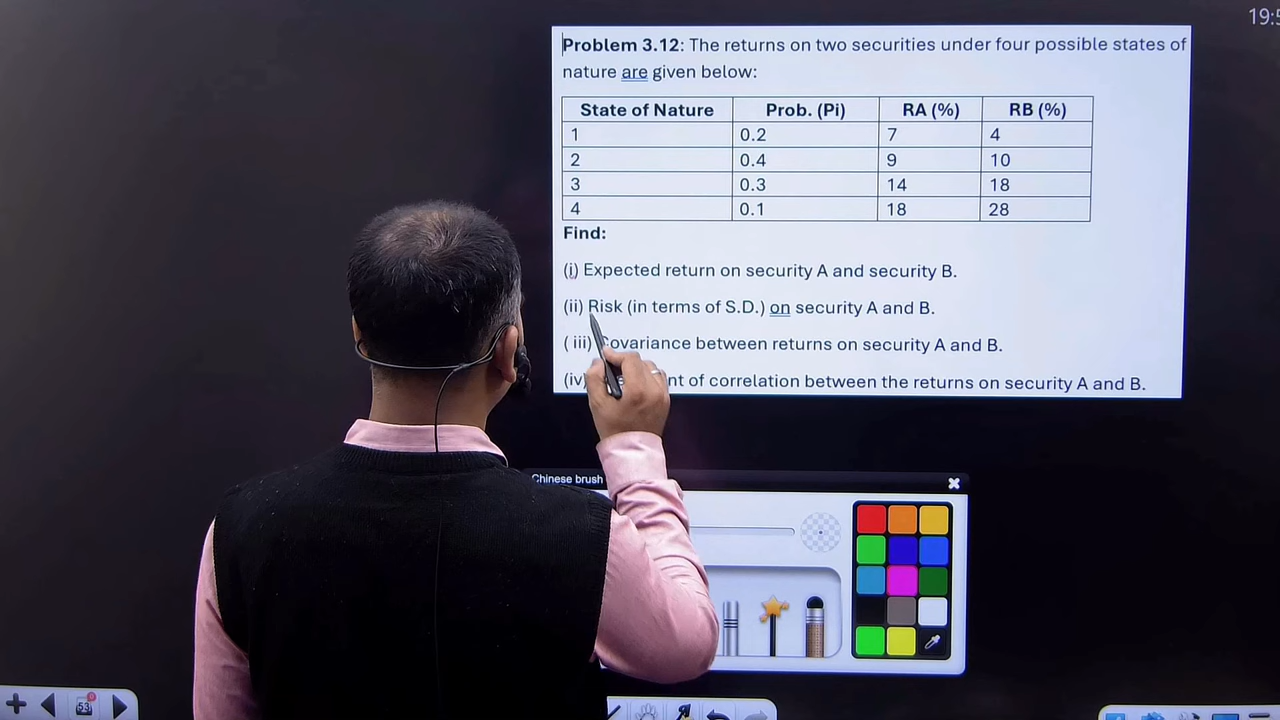 19:5
Problem 3.12: The returns on two securities under four possible states of
nature are given below:
State of Nature Prob. (Pi) RA (%) RB (%)
1 0.2 7 4
2 0.4 9 10
3 0.3 14 18
4 0.1 18 28
Find:
(i) Expected return on security A and security B.
(ii) Risk (in terms of S.D.) on security A and B.
( iii) Covariance between returns on security A and B.
(iv) of correlation between the returns on security A and B.
Chinese brush
53